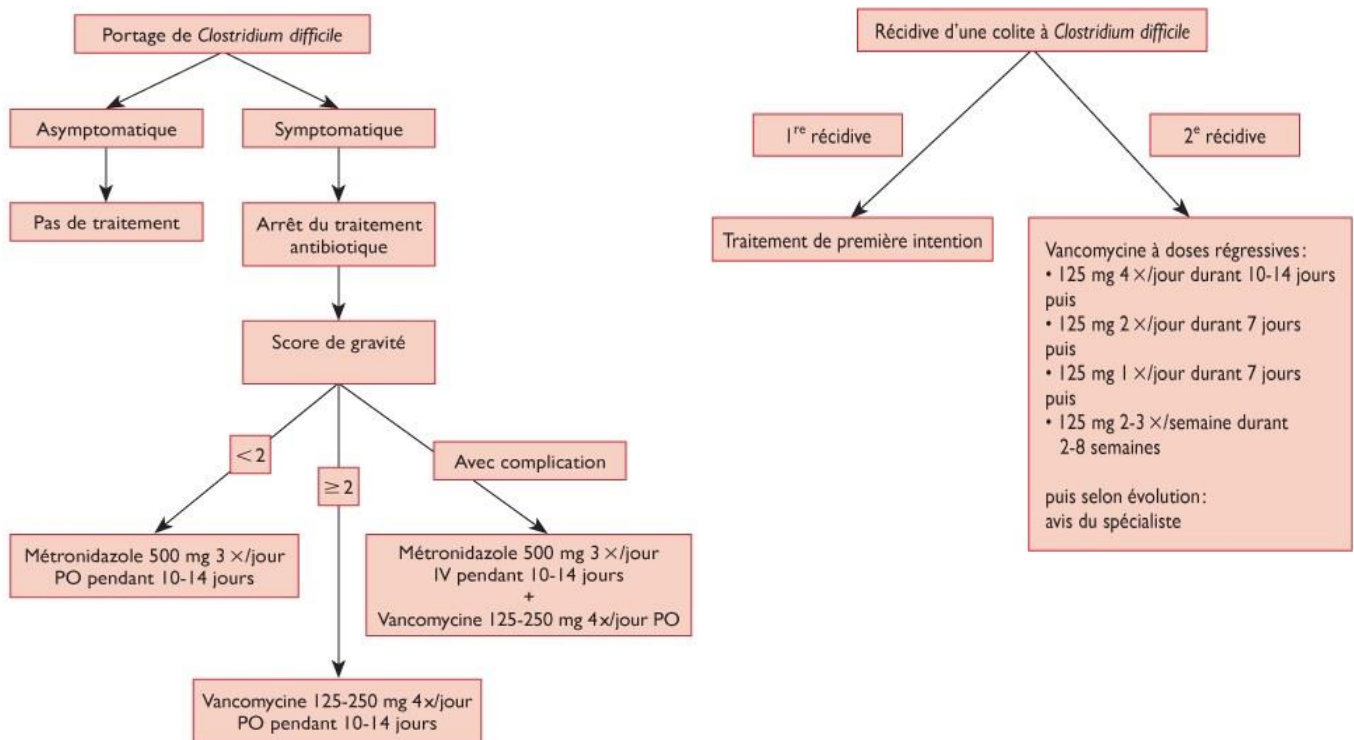 Portage de Clostridium difficile
Asymptomatique
Symptomatique
Pas de traitement
Arrêt du traitement
antibiotique
Score de gravité
< 2
≥ 2
Avec complication
Métronidazole 500 mg 3 ×/jour
PO pendant 10-14 jours
Métronidazole 500 mg 3 ×/jour
IV pendant 10-14 jours
+
Vancomycine 125-250 mg 4x/jour PO
Vancomycine 125-250 mg 4x/jour
PO pendant 10-14 jours
Récidive d'une colite à Clostridium difficile
1re récidive
2e récidive
Traitement de première intention
Vancomycine à doses régressives:
• 125 mg 4 ×/jour durant 10-14 jours
puis
• 125 mg 2 ×/jour durant 7 jours
puis
• 125 mg 1 ×/jour durant 7 jours
puis
• 125 mg 2-3 ×/semaine durant
2-8 semaines
puis selon évolution:
avis du spécialiste